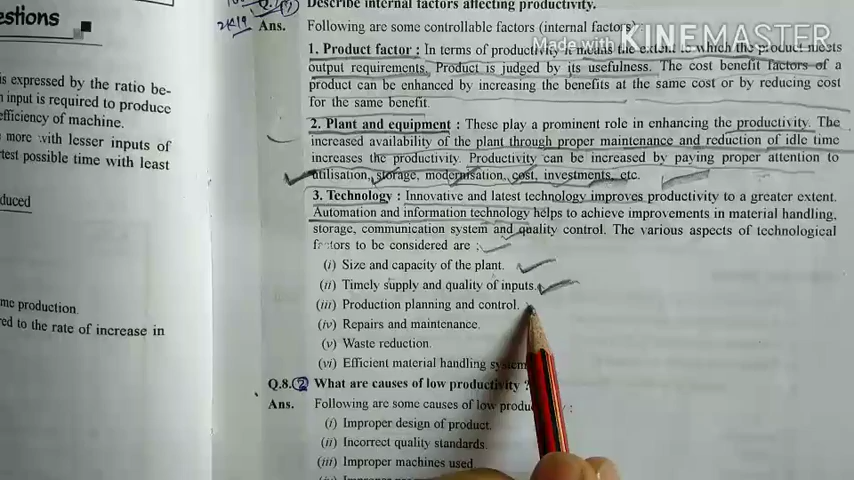 estions
is expressed by the ratio be-
n input is required to produce
efficiency of machine.
more with lesser inputs of
rtest possible time with least
duced
me production.
red to the rate of increase in
Describe internal factors affecting productivity.
Ans. Following are some controllable factors (internal factors)
Made with KINEMASTER
1. Product factor : In terms of productivity it means the extent to which the product meets
output requirements. Product is judged by its usefulness. The cost benefit factors of a
product can be enhanced by increasing the benefits at the same cost or by reducing cost
for the same benefit.
2. Plant and equipment : These play a prominent role in enhancing the productivity. The
increased availability of the plant through proper maintenance and reduction of idle time
increases the productivity. Productivity can be increased by paying proper attention to
utilisation, storage, modernisation, cost, investments, etc.
3. Technology : Innovative and latest technology improves productivity to a greater extent.
Automation and information technology helps to achieve improvements in material handling,
storage, communication system and quality control. The various aspects of technological
factors to be considered are :
(i) Size and capacity of the plant.
(ii) Timely supply and quality of inputs.
(iii) Production planning and control.
(iv) Repairs and maintenance.
(v) Waste reduction.
(vi) Efficient material handling system
Q.8. 2 What are causes of low productivity ?
Ans. Following are some causes of low produ :
(i) Improper design of product.
(ii) Incorrect quality standards.
(iii) Improper machines used